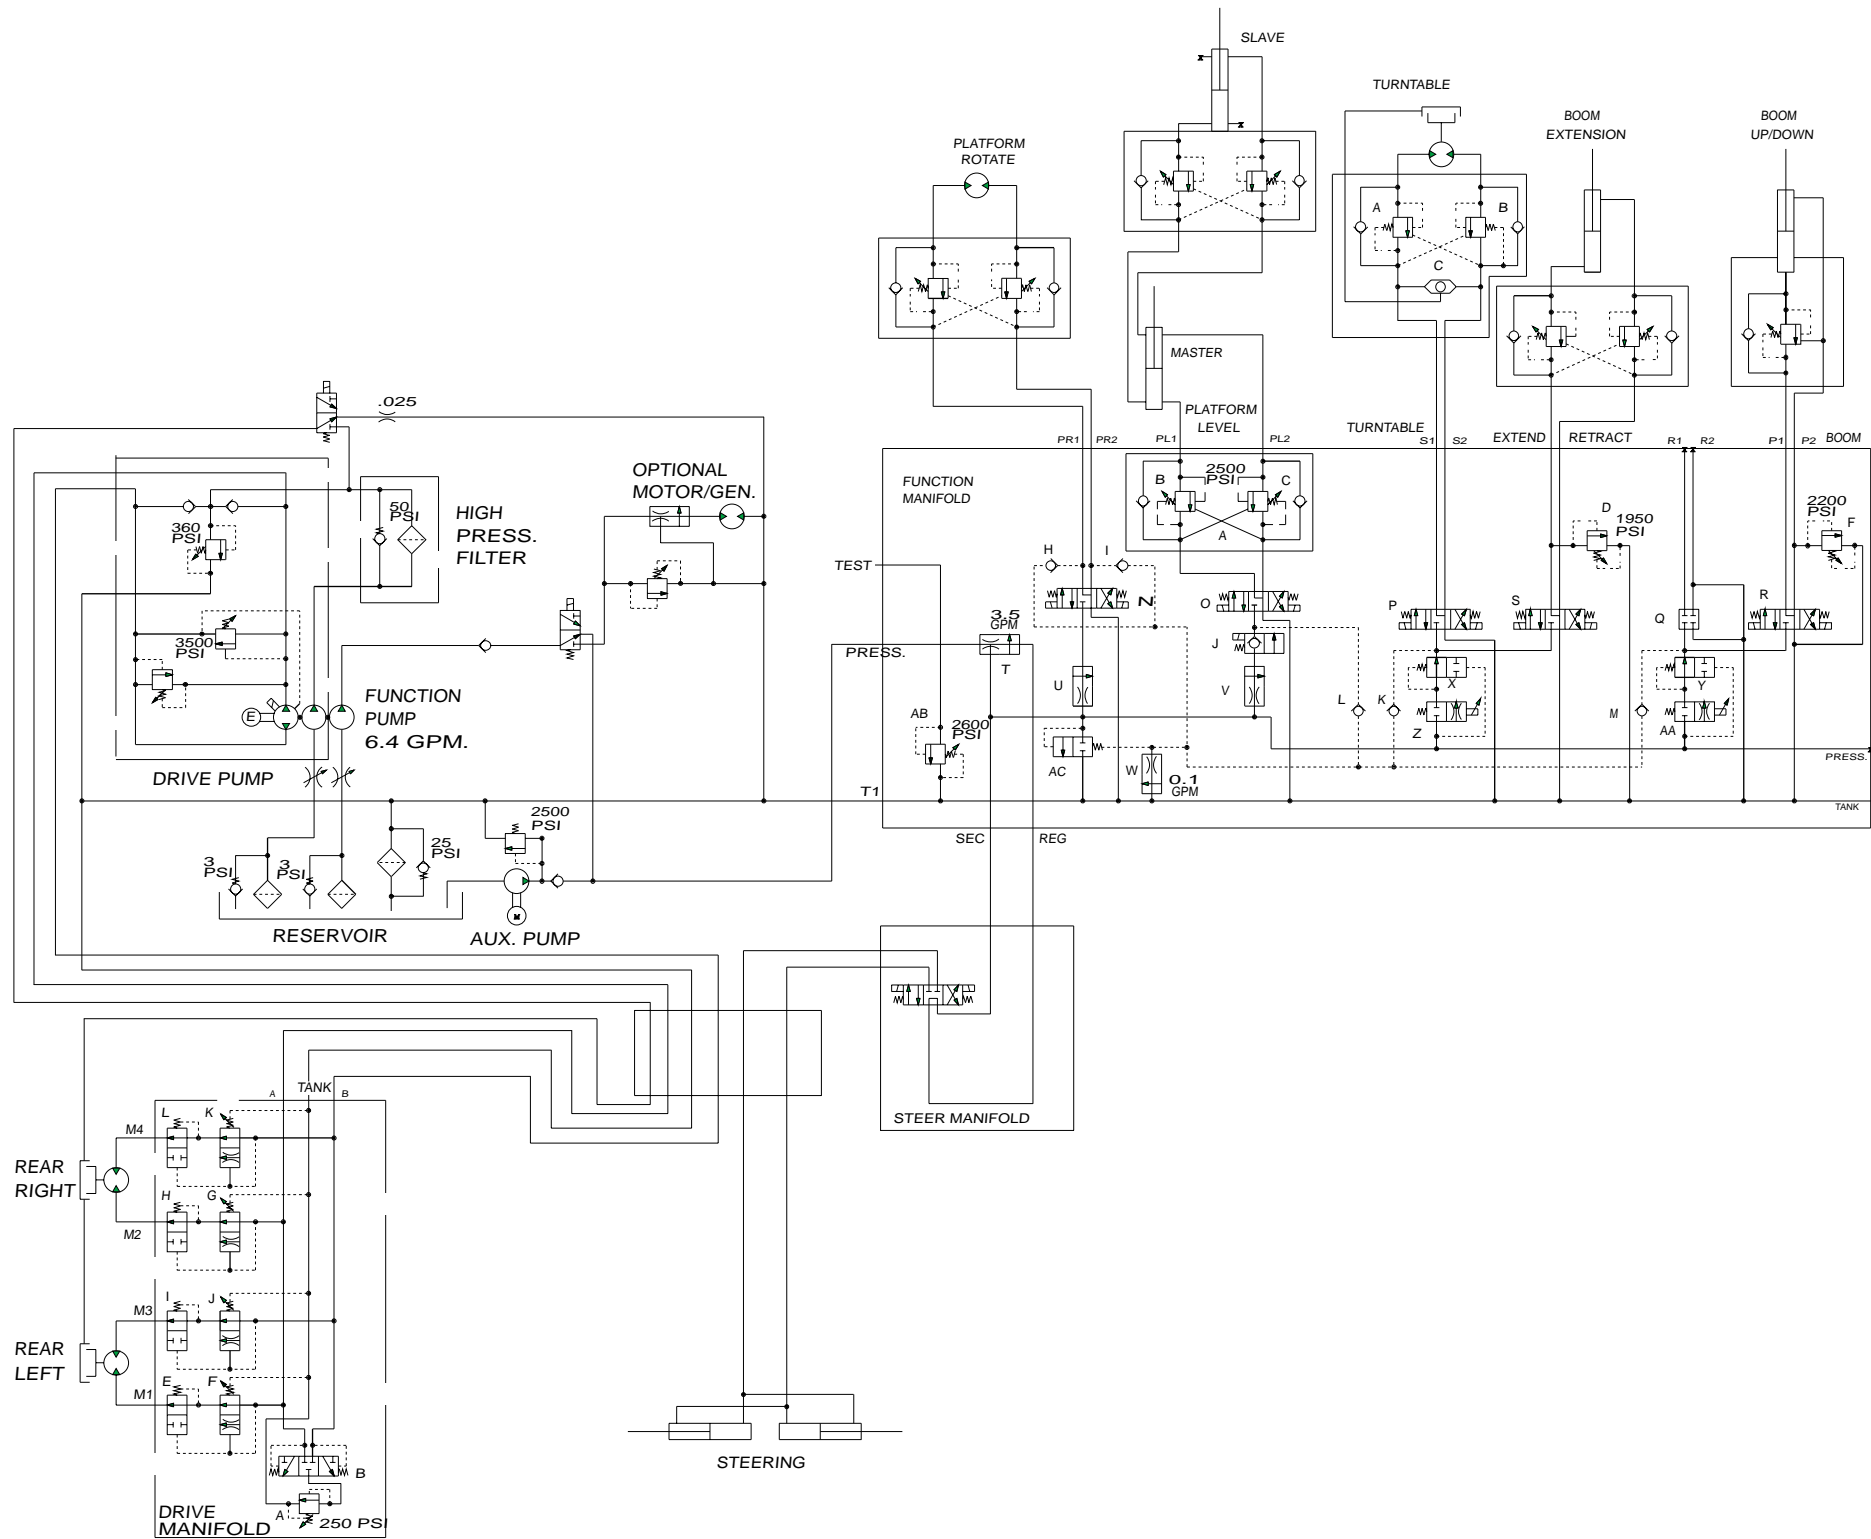 SLAVE
TURNTABLE
BOOM
EXTENSION
BOOM
UP/DOWN
PLATFORM
ROTATE
A
B
C
MASTER
.025
PLATFORM
LEVEL
TURNTABLE
PR1
PR2
PL1
PL2
S1
S2
EXTEND
RETRACT
R1
R2
P1
P2
BOOM
FUNCTION
MANIFOLD
OPTIONAL
MOTOR/GEN.
HIGH
PRESS.
FILTER
50
PSI
360
PSI
3500
PSI
B
2500
PSI
C
A
D
1950
PSI
2200
PSI
F
TEST
H
I
N
O
P
S
Q
R
3.5
GPM
PRESS.
T
J
U
V
L
K
X
Z
M
Y
AA
AB
2600
PSI
AC
W
0.1
GPM
PRESS.
TANK
T1
E
FUNCTION
PUMP
6.4 GPM.
DRIVE PUMP
SEC
REG
2500
PSI
25
PSI
3
PSI
3
PSI
M
RESERVOIR
AUX. PUMP
STEER MANIFOLD
TANK
A
B
L
K
M4
REAR
RIGHT
H
G
M2
I
J
M3
REAR
LEFT
E
F
M1
B
A
250 PSI
DRIVE
MANIFOLD
STEERING